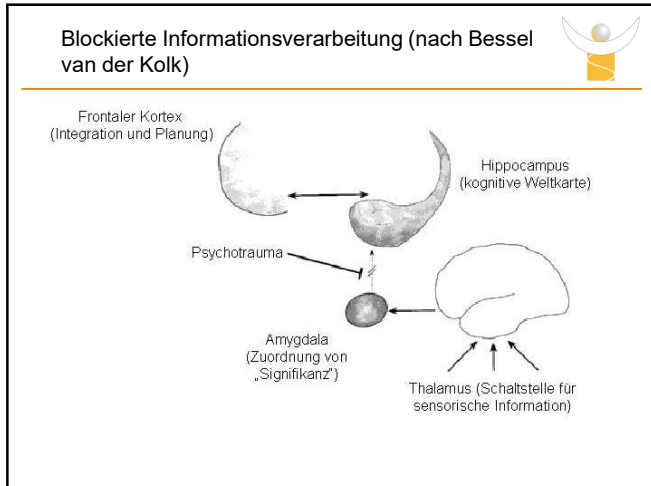 Blockierte Informationsverarbeitung (nach Bessel
van der Kolk)
Frontaler Kortex
(Integration und Planung)
Hippocampus
(kognitive Weltkarte)
Psychotrauma
Amygdala
(Zuordnung von
„Signifikanz")
Thalamus (Schaltstelle für
sensorische Information)